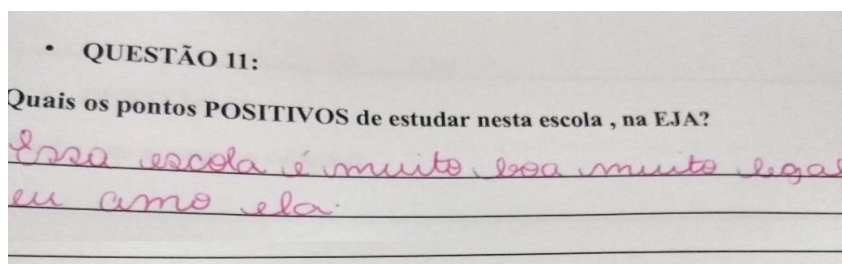 • QUESTÃO 11:
Quais os pontos POSITIVOS de estudar nesta escola , na EJA?
Essa escola é muito boa muito legal
eu amo ela.